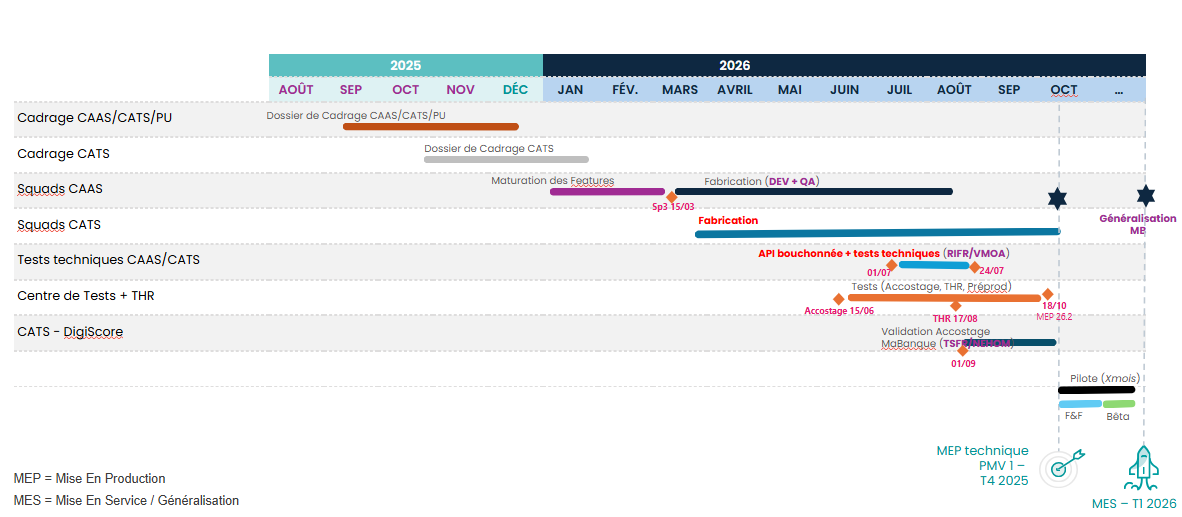 2025
2026
AOÛT SEP OCT NOV DÉC JAN FÉV. MARS AVRIL MAI JUIN JUIL AOÛT SEP OCT ...
Cadrage CAAS/CATS/PU
Dossier de Cadrage CAAS/CATS/PU
Cadrage CATS
Dossier de Cadrage CATS
Squads CAAS
Maturation des Features
Fabrication (DEV + QA)
Sp3 15/03
Squads CATS
Fabrication
Généralisation
MB
Tests techniques CAAS/CATS
API bouchonnée + tests techniques (RIFR/VMOA)
01/07
24/07
Centre de Tests + THR
Tests (Accostage, THR, Préprod)
Accostage 15/06
THR 17/08
18/10
MEP 26.2
CATS - DigiScore
Validation Accostage
MaBanque
01/09
Pilote (Xmois)
F&F
Bêta
MEP technique
PMV 1 –
T4 2025
MES – T1 2026
MEP = Mise En Production
MES = Mise En Service / Généralisation